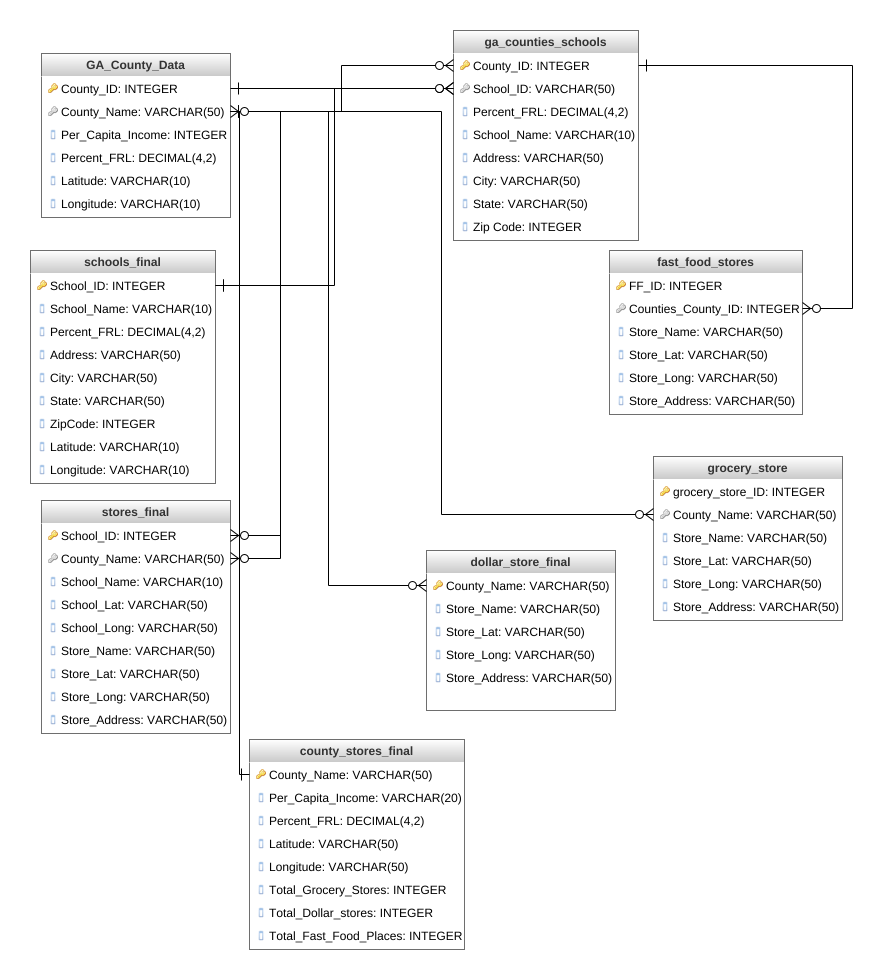 GA_County_Data
County_ID: INTEGER
County_Name: VARCHAR(50)
Per_Capita_Income: INTEGER
Percent_FRL: DECIMAL(4,2)
Latitude: VARCHAR(10)
Longitude: VARCHAR(10)
ga_counties_schools
County_ID: INTEGER
School_ID: VARCHAR(50)
Percent_FRL: DECIMAL(4,2)
School_Name: VARCHAR(10)
Address: VARCHAR(50)
City: VARCHAR(50)
State: VARCHAR(50)
Zip Code: INTEGER
schools_final
School_ID: INTEGER
School_Name: VARCHAR(10)
Percent_FRL: DECIMAL(4,2)
Address: VARCHAR(50)
City: VARCHAR(50)
State: VARCHAR(50)
ZipCode: INTEGER
Latitude: VARCHAR(10)
Longitude: VARCHAR(10)
fast_food_stores
FF_ID: INTEGER
Counties_County_ID: INTEGER
Store_Name: VARCHAR(50)
Store_Lat: VARCHAR(50)
Store_Long: VARCHAR(50)
Store_Address: VARCHAR(50)
stores_final
School_ID: INTEGER
County_Name: VARCHAR(50)
School_Name: VARCHAR(10)
School_Lat: VARCHAR(50)
School_Long: VARCHAR(50)
Store_Name: VARCHAR(50)
Store_Lat: VARCHAR(50)
Store_Long: VARCHAR(50)
Store_Address: VARCHAR(50)
grocery_store
grocery_store_ID: INTEGER
County_Name: VARCHAR(50)
Store_Name: VARCHAR(50)
Store_Lat: VARCHAR(50)
Store_Long: VARCHAR(50)
Store_Address: VARCHAR(50)
dollar_store_final
County_Name: VARCHAR(50)
Store_Name: VARCHAR(50)
Store_Lat: VARCHAR(50)
Store_Long: VARCHAR(50)
Store_Address: VARCHAR(50)
county_stores_final
County_Name: VARCHAR(50)
Per_Capita_Income: VARCHAR(20)
Percent_FRL: DECIMAL(4,2)
Latitude: VARCHAR(50)
Longitude: VARCHAR(50)
Total_Grocery_Stores: INTEGER
Total_Dollar_stores: INTEGER
Total_Fast_Food_Places: INTEGER